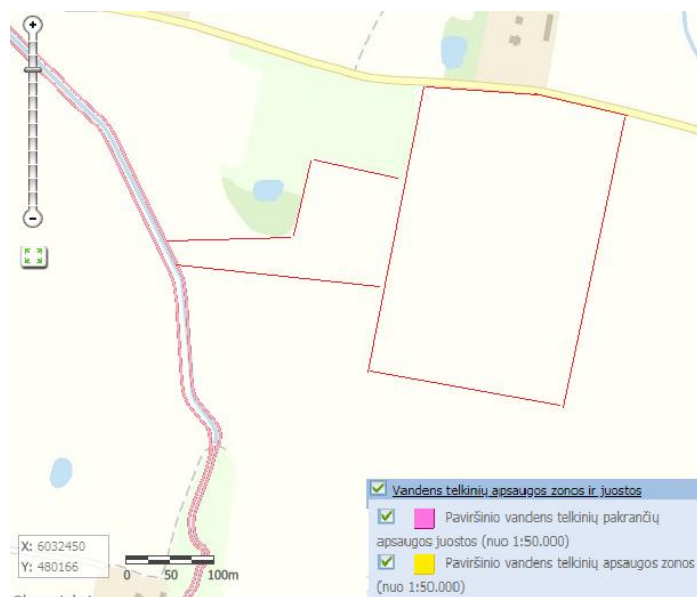 Vandens telkinių apsaugos zonos ir juostos
Paviršinio vandens telkinių pakrančių
apsaugos juostos (nuo 1:50.000)
Paviršinio vandens telkinių apsaugos zonos
(nuo 1:50.000)
X: 6032450
Y: 480166
0 50 100m